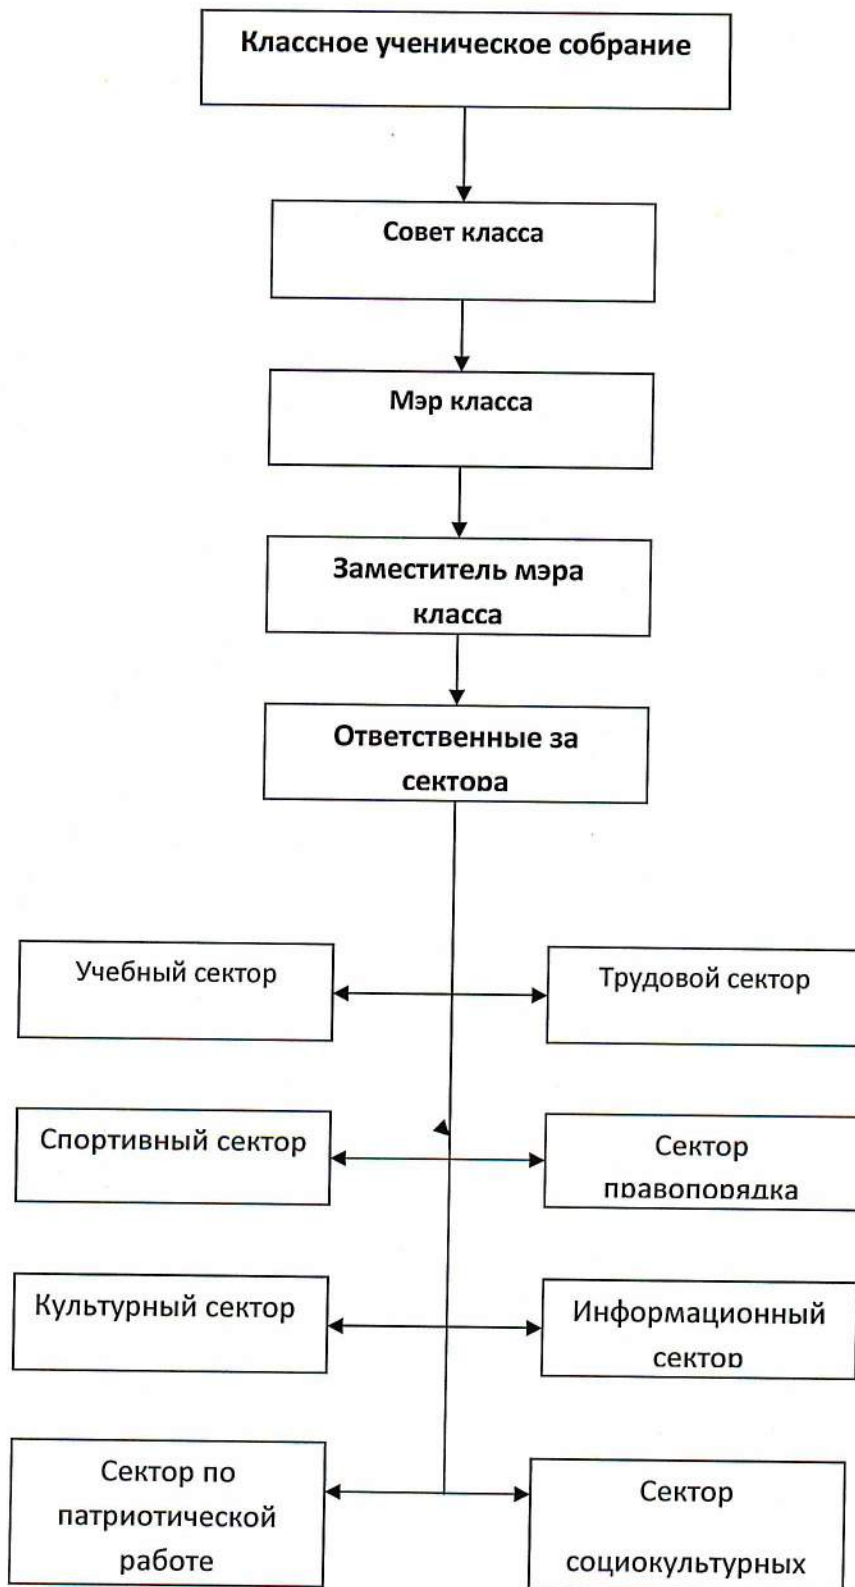 Классное ученическое собрание
Совет класса
Мэр класса
Заместитель мэра
класса
Ответственные за
сектора
Учебный сектор
Трудовой сектор
Спортивный сектор
Сектор
правопорядка
Культурный сектор
Информационный
сектор
Сектор по
патриотической
работе
Сектор
социокультурных